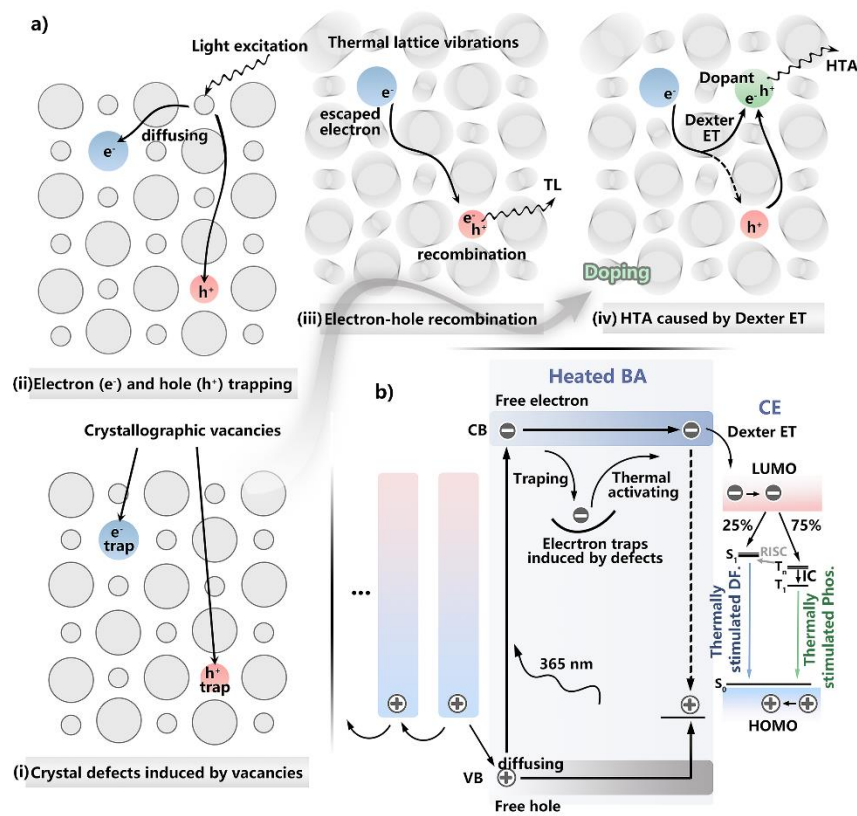 a)
Light excitation
diffusing
e⁻
h⁺
(ii)Electron (e⁻) and hole (h⁺) trapping
Thermal lattice vibrations
e⁻
escaped
electron
TL
e⁻
h⁺
recombination
(iii)Electron-hole recombination
HTA
Dopant
e⁻
h⁺
e⁻
Dexter
ET
h⁺
Doping
(iv) HTA caused by Dexter ET
Crystallographic vacancies
e⁻
trap
h⁺
trap
(i)Crystal defects induced by vacancies
b)
Heated BA
Free electron
CB
Traping
Thermal
activating
Elecrtron traps
induced by defects
...
365 nm
diffusing
VB
Free hole
CE
Dexter ET
LUMO
25%
75%
S₁
RISC
Tₙ
IC
T₁
Thermally
stimulated DF.
Thermally
stimulated Phos.
S₀
HOMO